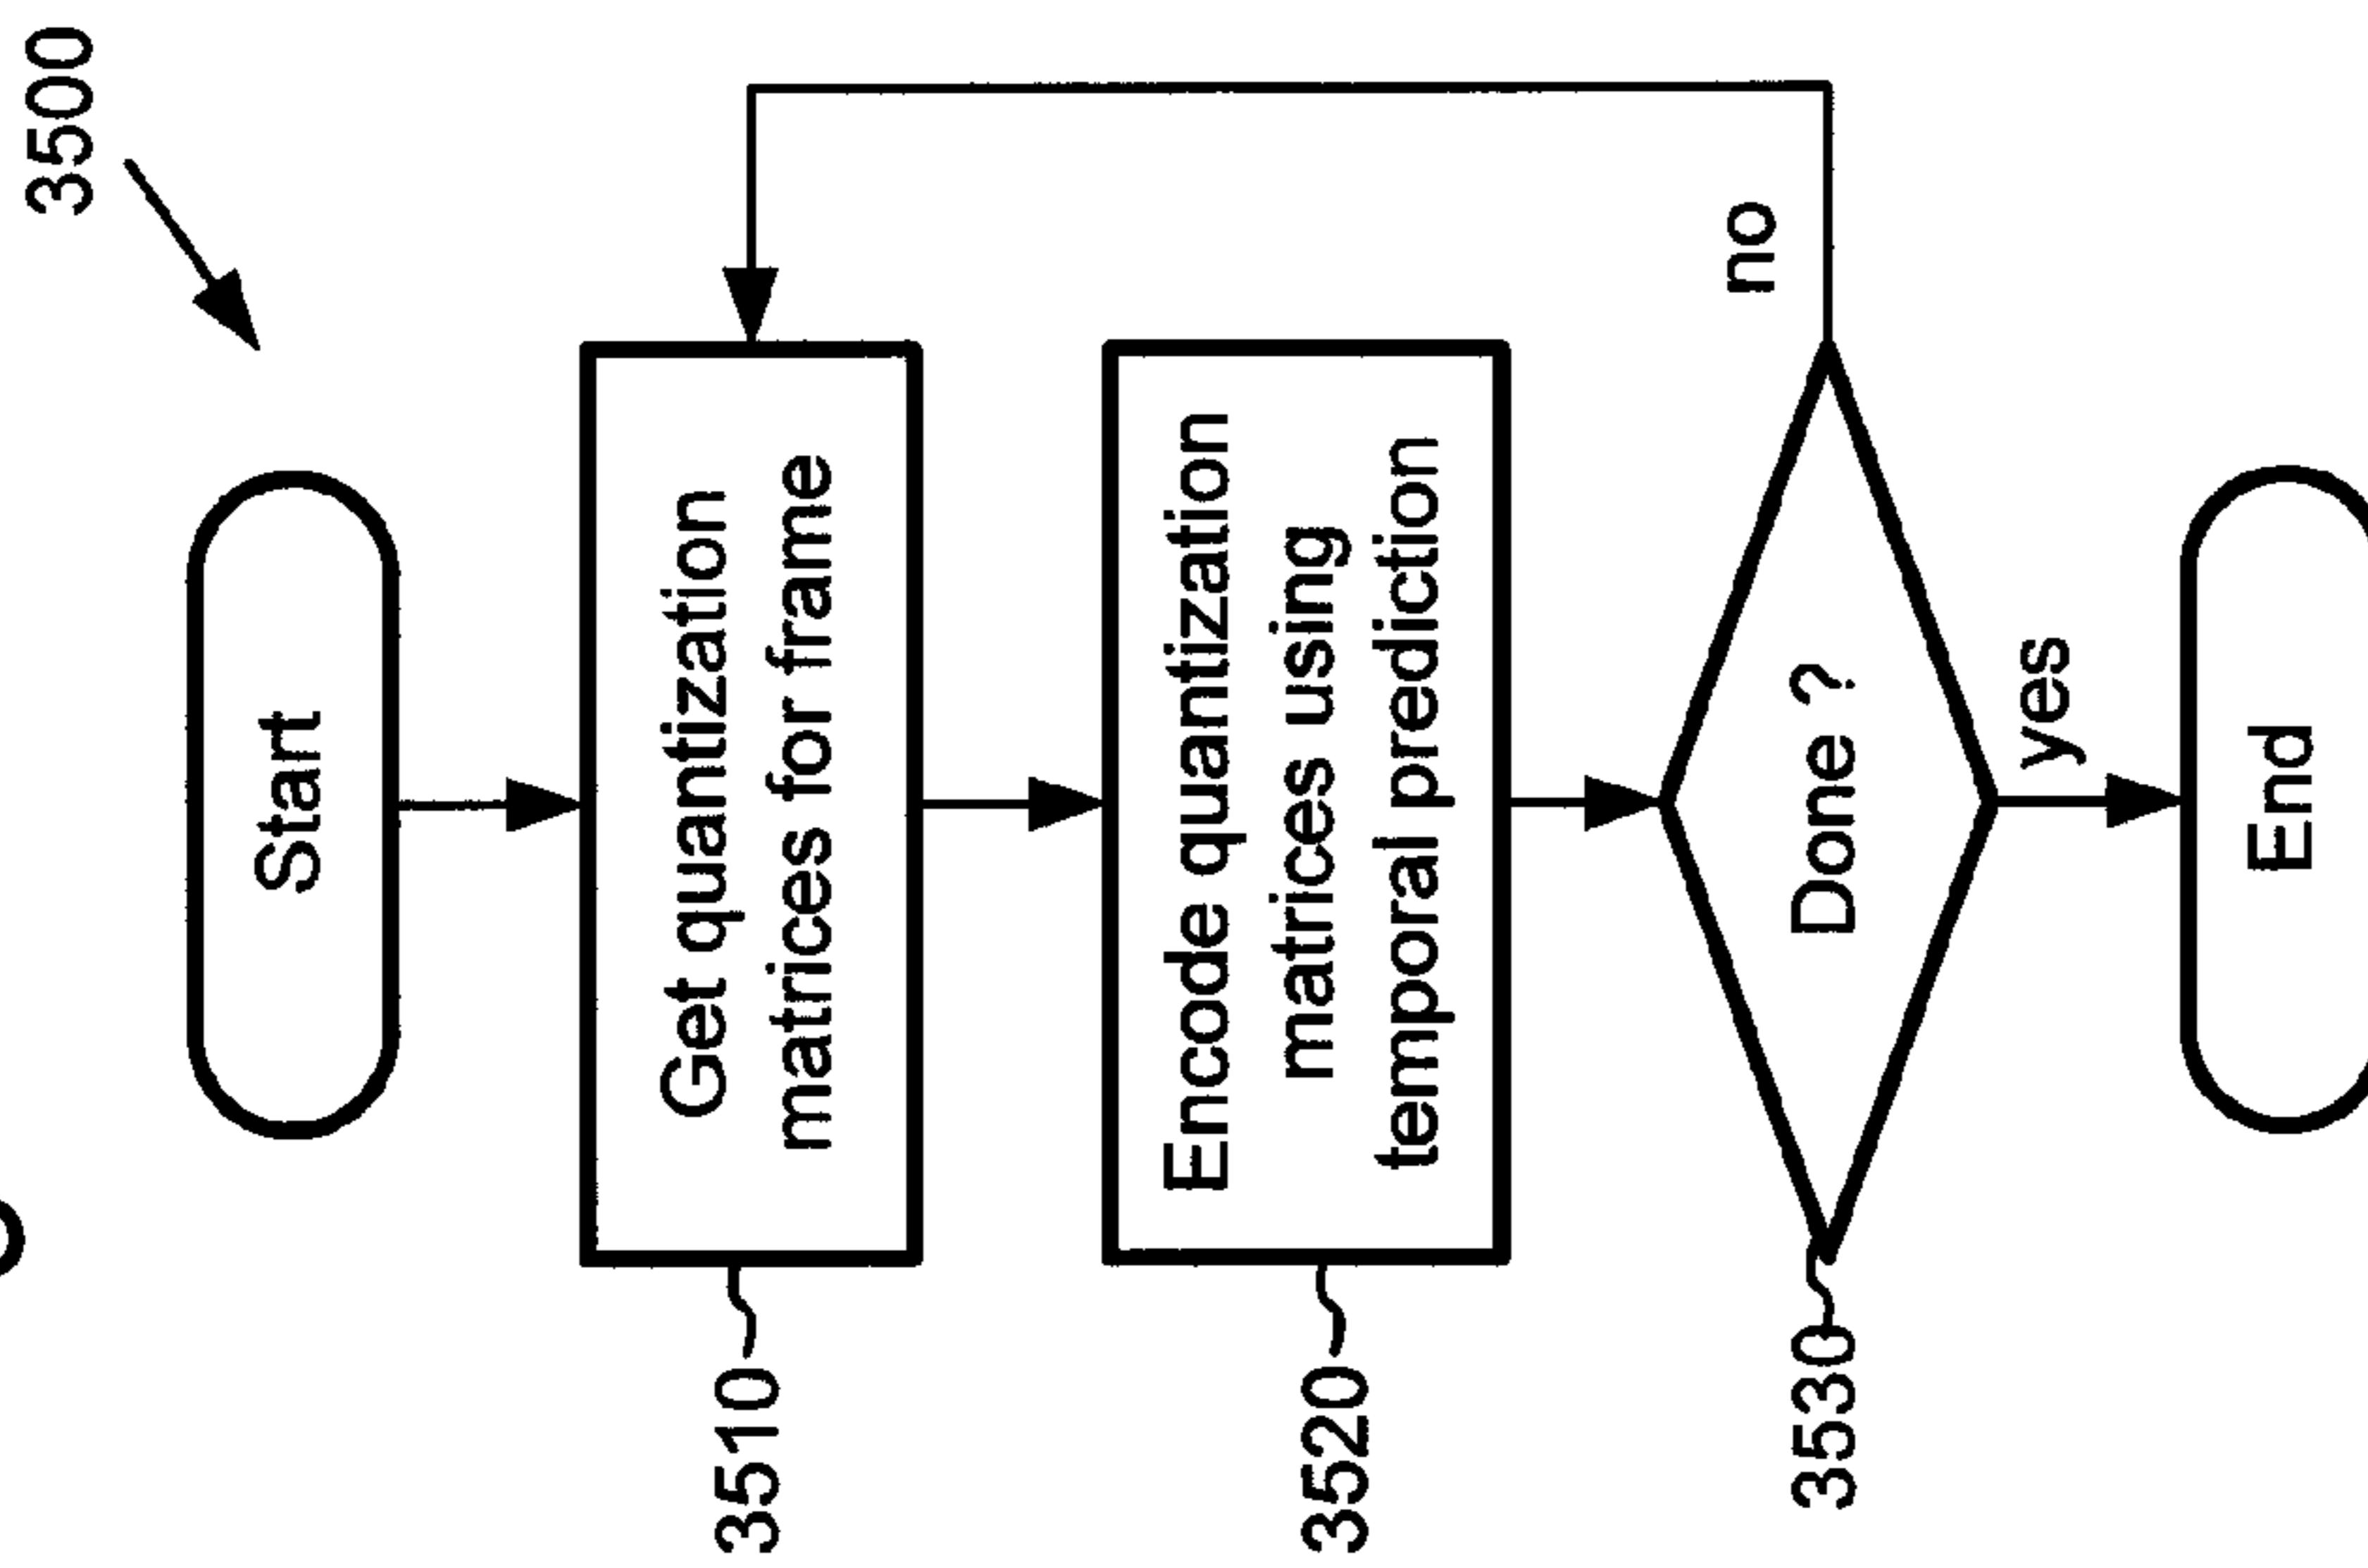 3500
Start
Get quantization
matrices for frame
3510
Encode quantization
matrices using
temporal prediction
3520
Done ?
3530
no
yes
End